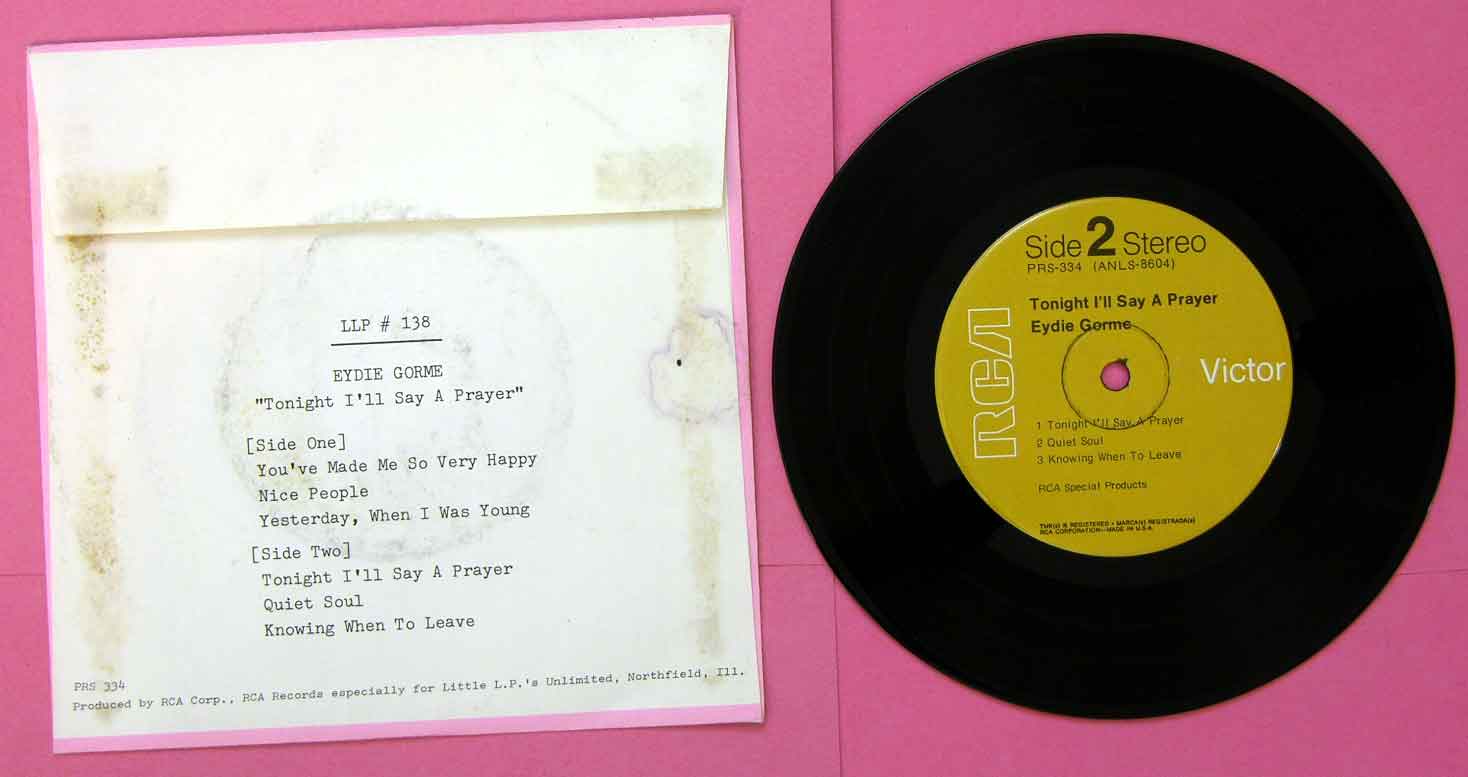 LLP # 138
EYDIE GORME
"Tonight I'll Say A Prayer"
[Side One]
You've Made Me So Very Happy
Nice People
Yesterday, When I Was Young
[Side Two]
Tonight I'll Say A Prayer
Quiet Soul
Knowing When To Leave
PRS 334
Produced by RCA Corp., RCA Records especially for Little L.P.'s Unlimited, Northfield, Ill.
Side 2 Stereo
PRS-334 (ANLS-8604)
Tonight I'll Say A Prayer
Eydie Gorme
RCA
Victor
1 Tonight I'll Say A Prayer
2 Quiet Soul
3 Knowing When To Leave
RCA Special Products
TMK(s) ® REGISTERED • MARCA(s) REGISTRADA(s)
RCA CORPORATION—MADE IN U.S.A.